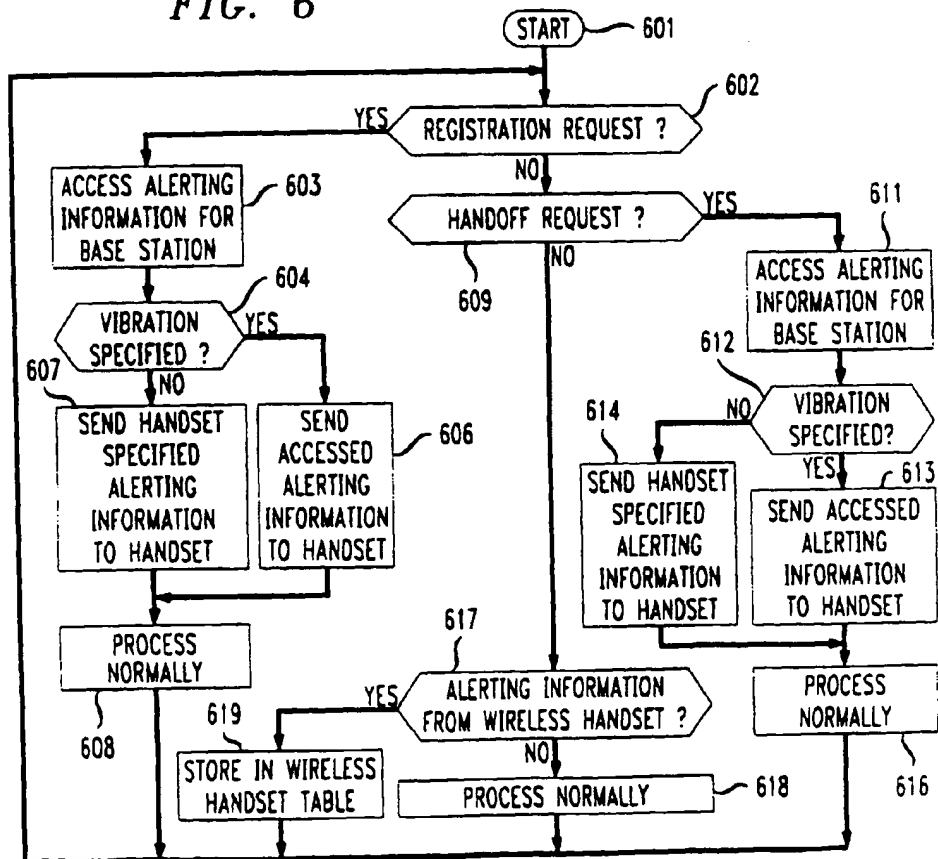 FIG. 6
START
601
602
YES
REGISTRATION REQUEST ?
NO
ACCESS ALERTING
INFORMATION FOR
BASE STATION
603
HANDOFF REQUEST ?
YES
611
609
NO
ACCESS ALERTING
INFORMATION FOR
BASE STATION
604
VIBRATION
SPECIFIED ?
YES
607
NO
612
VIBRATION
SPECIFIED?
NO
YES
SEND HANDSET
SPECIFIED
ALERTING
INFORMATION
TO HANDSET
SEND
ACCESSED
ALERTING
INFORMATION
TO HANDSET
606
614
SEND HANDSET
SPECIFIED
ALERTING
INFORMATION
TO HANDSET
613
SEND ACCESSED
ALERTING
INFORMATION
TO HANDSET
PROCESS
NORMALLY
608
617
YES
ALERTING INFORMATION
FROM WIRELESS HANDSET ?
NO
PROCESS
NORMALLY
616
619
STORE IN WIRELESS
HANDSET TABLE
PROCESS NORMALLY
618